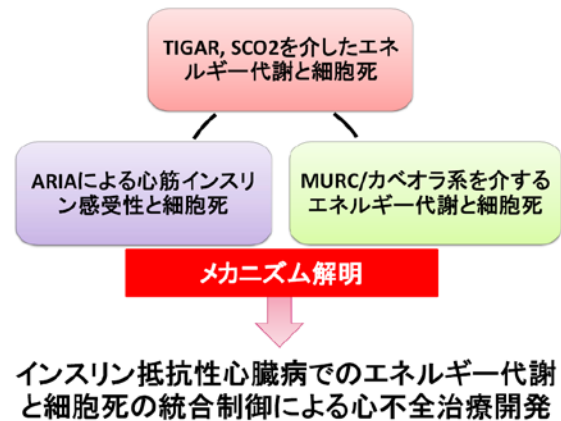 TIGAR, SCO2を介したエネ
ルギー代謝と細胞死
ARIAによる心筋インスリ
ン感受性と細胞死
MURC/カベオラ系を介する
エネルギー代謝と細胞死
メカニズム解明
インスリン抵抗性心臓病でのエネルギー代謝
と細胞死の統合制御による心不全治療開発